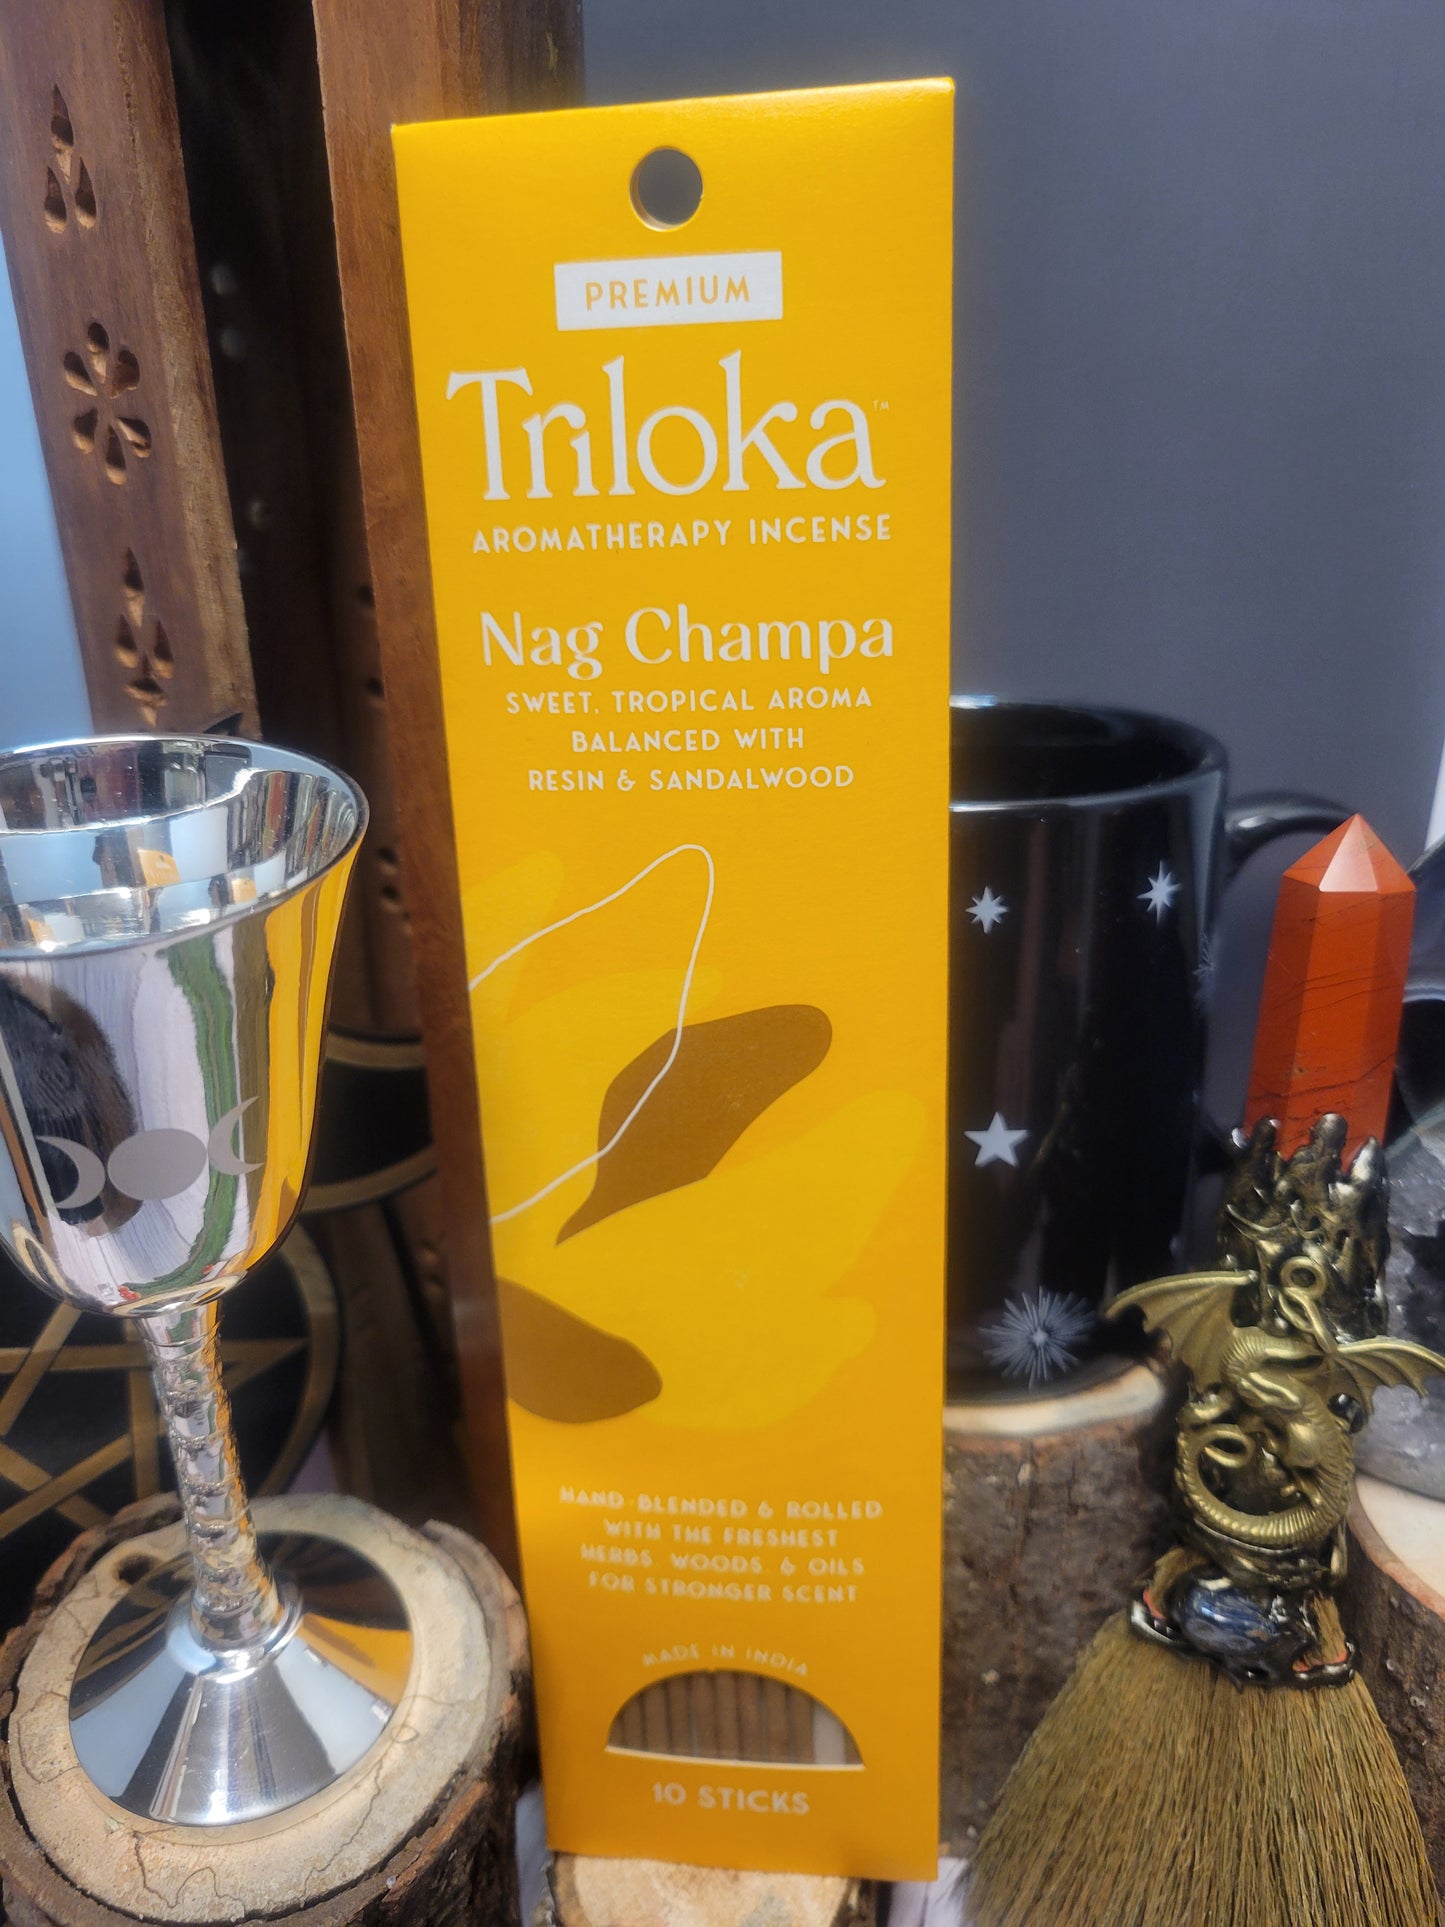 PREMIUM
Triloka™
AROMATHERAPY INCENSE
Nag Champa
SWEET, TROPICAL AROMA
BALANCED WITH
RESIN & SANDALWOOD
HAND-BLENDED & ROLLED
WITH THE FRESHEST
HERBS, WOODS, & OILS
FOR STRONGER SCENT
MADE IN INDIA
10 STICKS